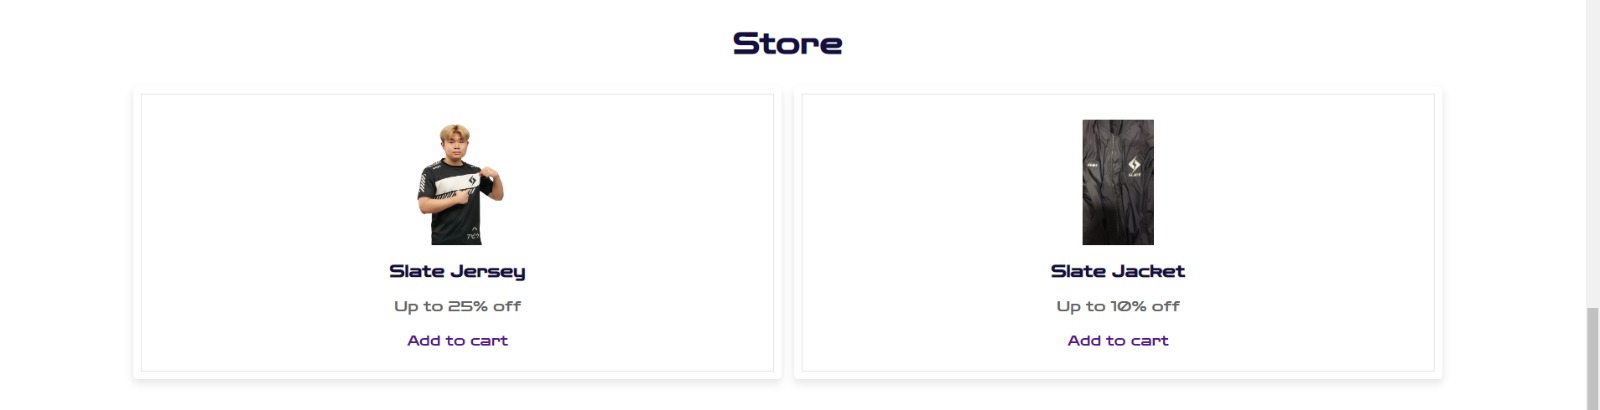 Store
Slate Jersey
Up to 25% off
Add to cart
Slate Jacket
Up to 10% off
Add to cart